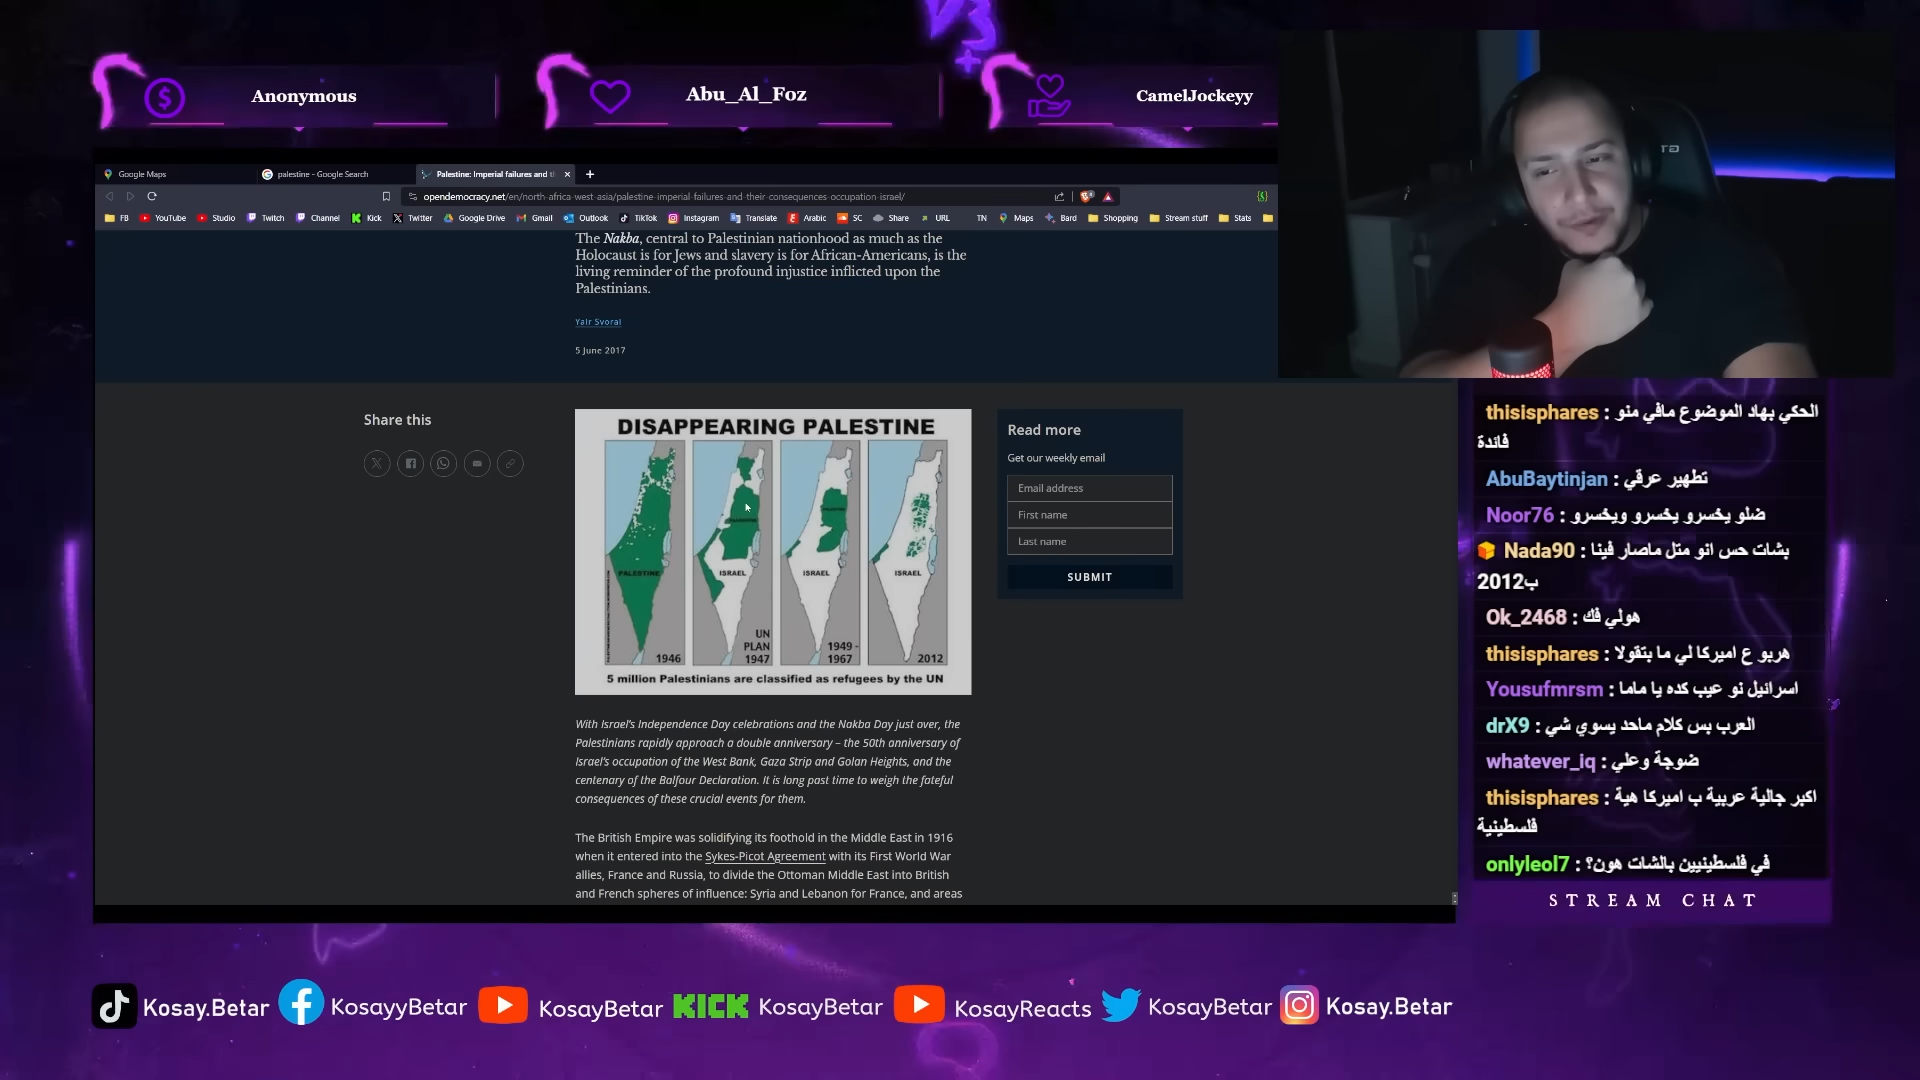 Anonymous
Abu_Al_Foz
CamelJockeyy
Google Maps
palestine - Google Search
Palestine: Imperial failures and th
opendemocracy.net/en/north-africa-west-asia/palestine-imperial-failures-and-their-consequences-occupation-israel/
FB YouTube Studio Twitch Channel Kick Twitter Google Drive Gmail Outlook TikTok Instagram Translate Arabic SC Share URL TN Maps Bard Shopping Stream stuff Stats
The Nakba, central to Palestinian nationhood as much as the
Holocaust is for Jews and slavery is for African-Americans, is the
living reminder of the profound injustice inflicted upon the
Palestinians.
Yair Svorai
5 June 2017
Share this
DISAPPEARING PALESTINE
PALESTINE
1946
ISRAEL
UN
PLAN
1947
ISRAEL
1949 -
1967
ISRAEL
2012
5 million Palestinians are classified as refugees by the UN
Read more
Get our weekly email
Email address
First name
Last name
SUBMIT
With Israel's Independence Day celebrations and the Nakba Day just over, the
Palestinians rapidly approach a double anniversary – the 50th anniversary of
Israel's occupation of the West Bank, Gaza Strip and Golan Heights, and the
centenary of the Balfour Declaration. It is long past time to weigh the fateful
consequences of these crucial events for them.
The British Empire was solidifying its foothold in the Middle East in 1916
when it entered into the Sykes-Picot Agreement with its First World War
allies, France and Russia, to divide the Ottoman Middle East into British
and French spheres of influence: Syria and Lebanon for France, and areas
thisisphares : الحكي بهاد الموضوع مافي منو
فائدة
AbuBaytinjan : تطهير عرقي
Noor76 : ضلو يخسرو يخسرو ويخسرو
Nada90 : بشات حس انو متل ماصار فينا
ب2012
Ok_2468 : هولي فك
thisisphares : هربو ع اميركا لي ما بتقولا
Yousufmrsm : اسرائيل نو عيب كده يا ماما
drX9 : العرب بس كلام ماحد يسوي شي
whatever_iq : ضوجة وعلي
thisisphares : اكبر جالية عربية ب اميركا هية
فلسطينية
onlyleol7 : في فلسطينيين بالشات هون؟
STREAM CHAT
Kosay.Betar KosayyBetar KosayBetar KICK KosayBetar KosayReacts KosayBetar Kosay.Betar